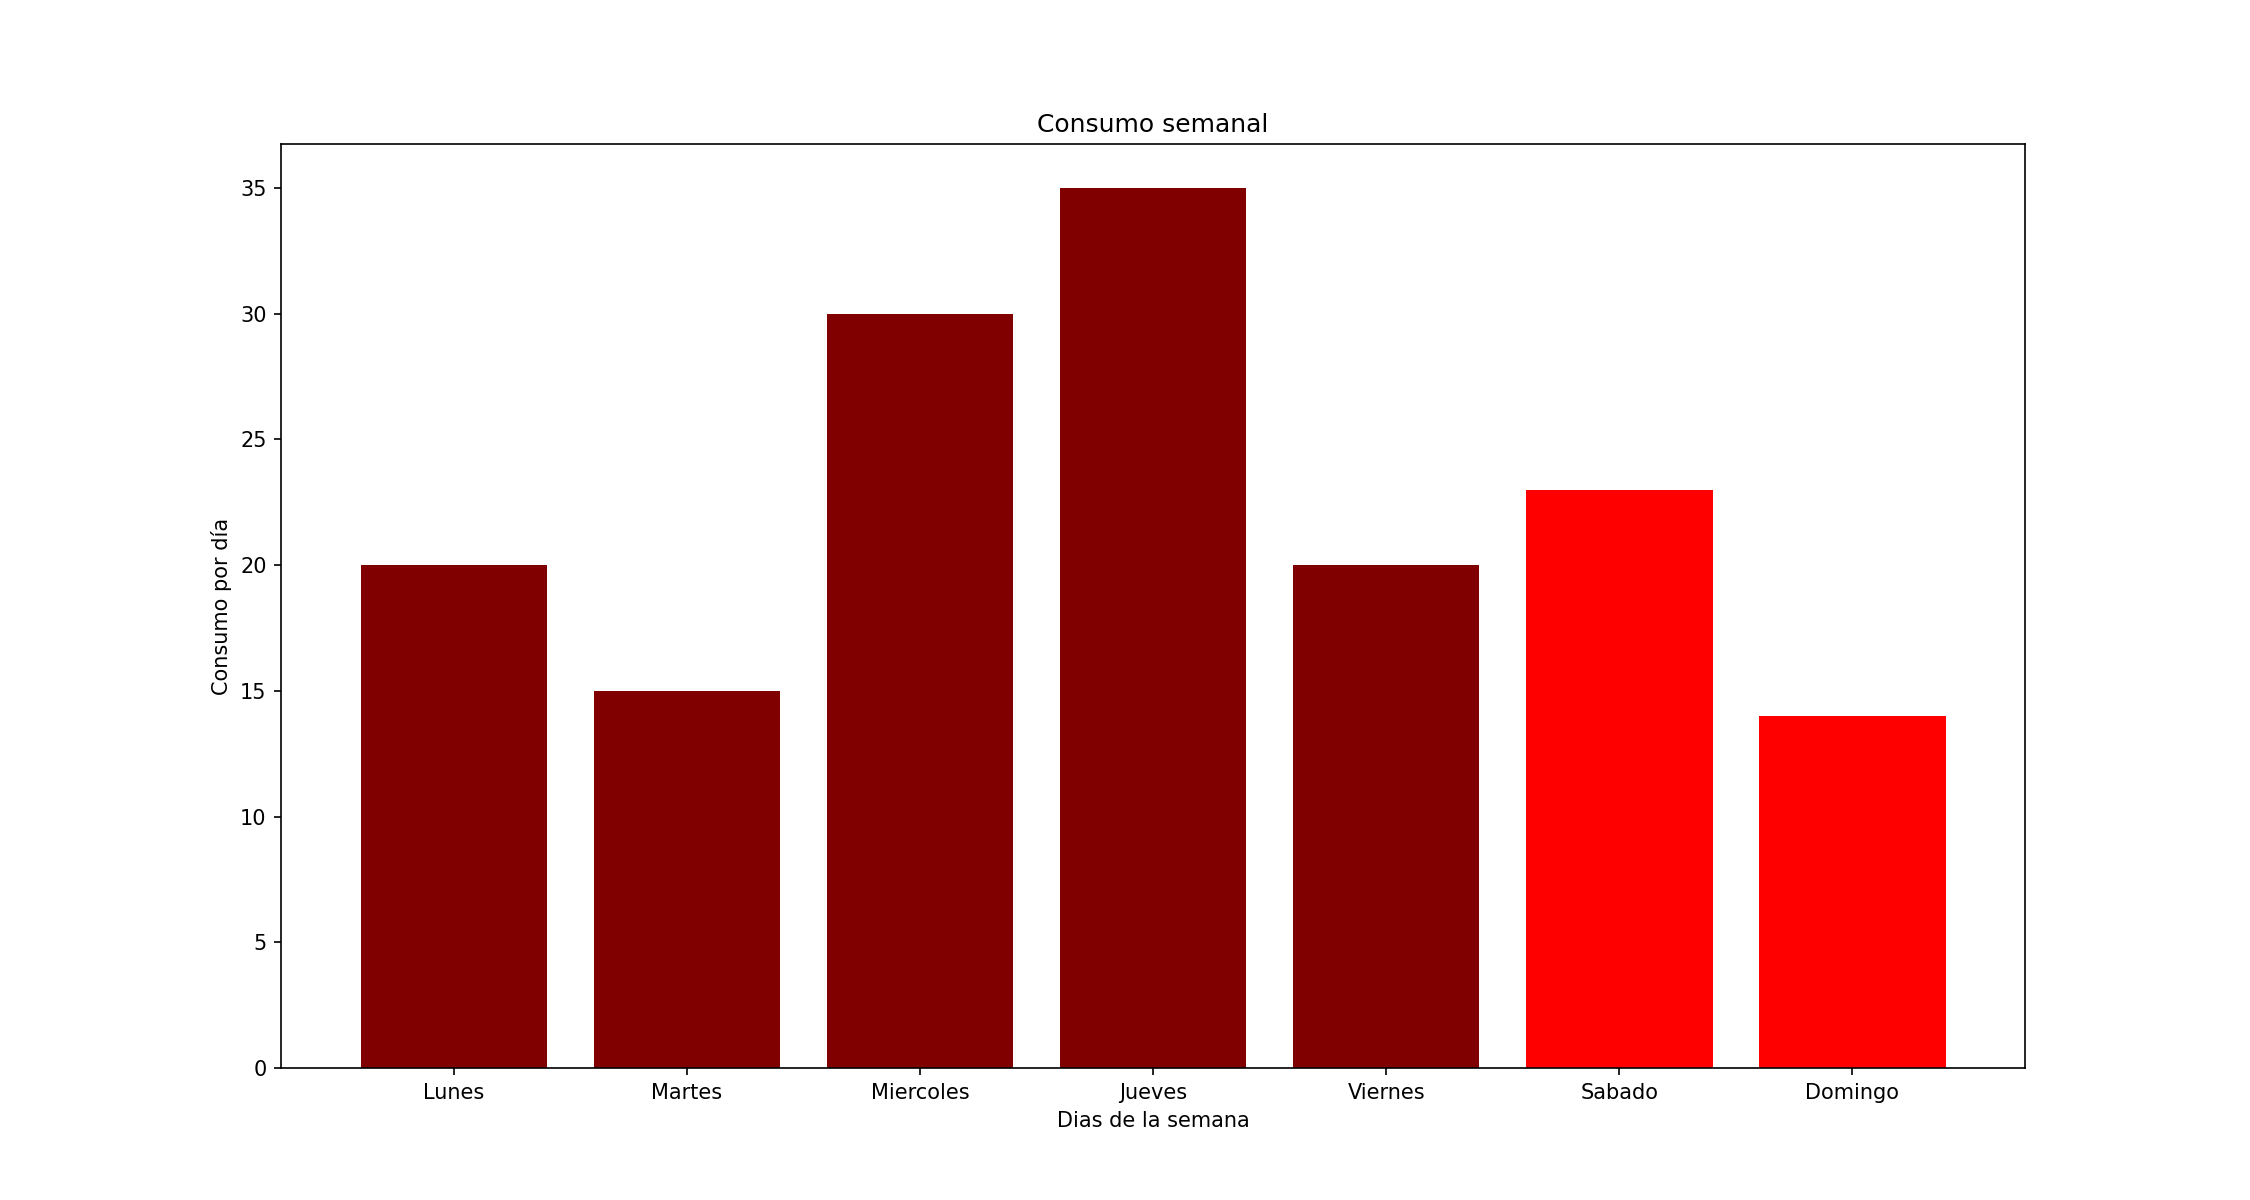 Consumo semanal
35
30
25
20
15
10
5
0
Consumo por día
Lunes Martes Miercoles Jueves Viernes Sabado Domingo
Dias de la semana